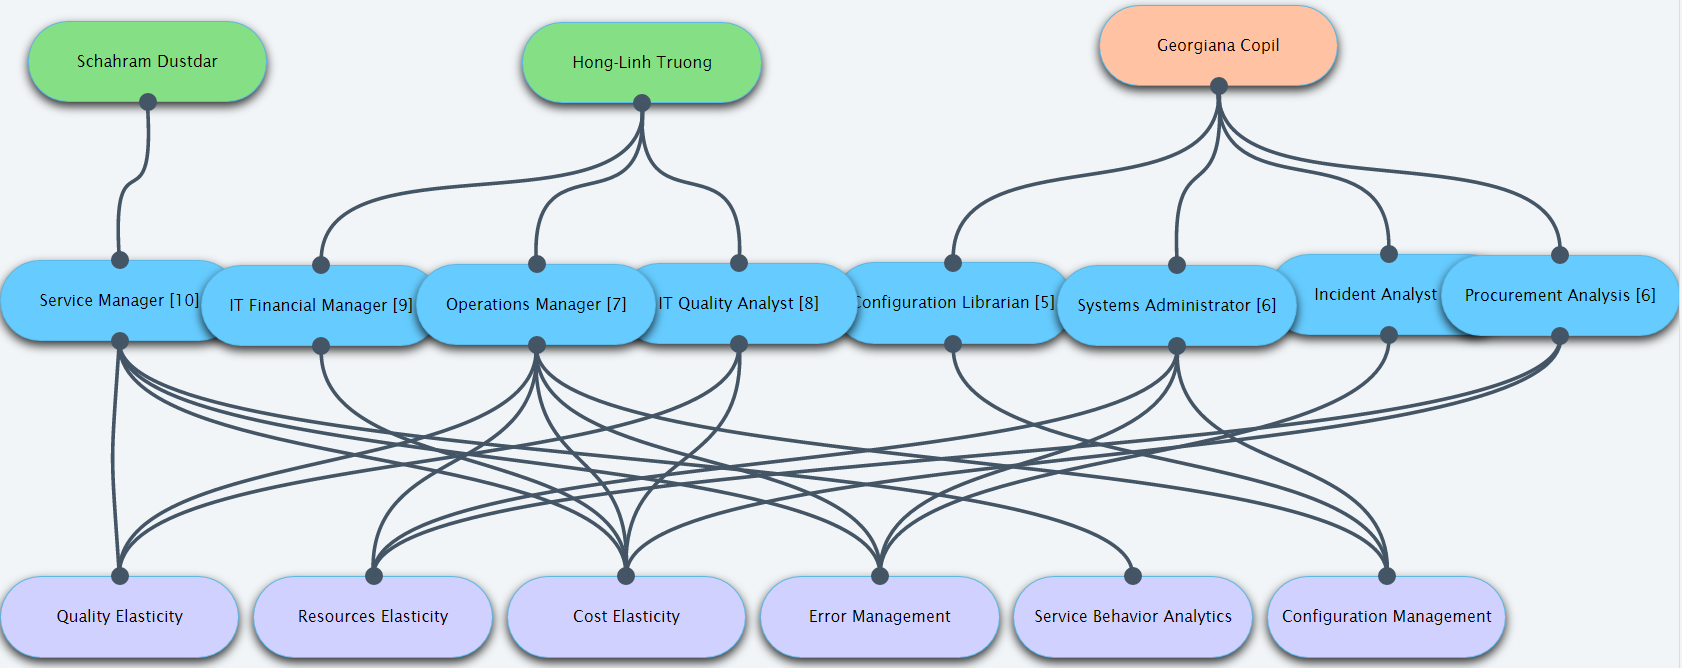 Schahram Dustdar
Hong-Linh Truong
Georgiana Copil
Service Manager [10]
IT Financial Manager [9]
Operations Manager [7]
IT Quality Analyst [8]
Configuration Librarian [5]
Systems Administrator [6]
Incident Analyst
Procurement Analysis [6]
Quality Elasticity
Resources Elasticity
Cost Elasticity
Error Management
Service Behavior Analytics
Configuration Management